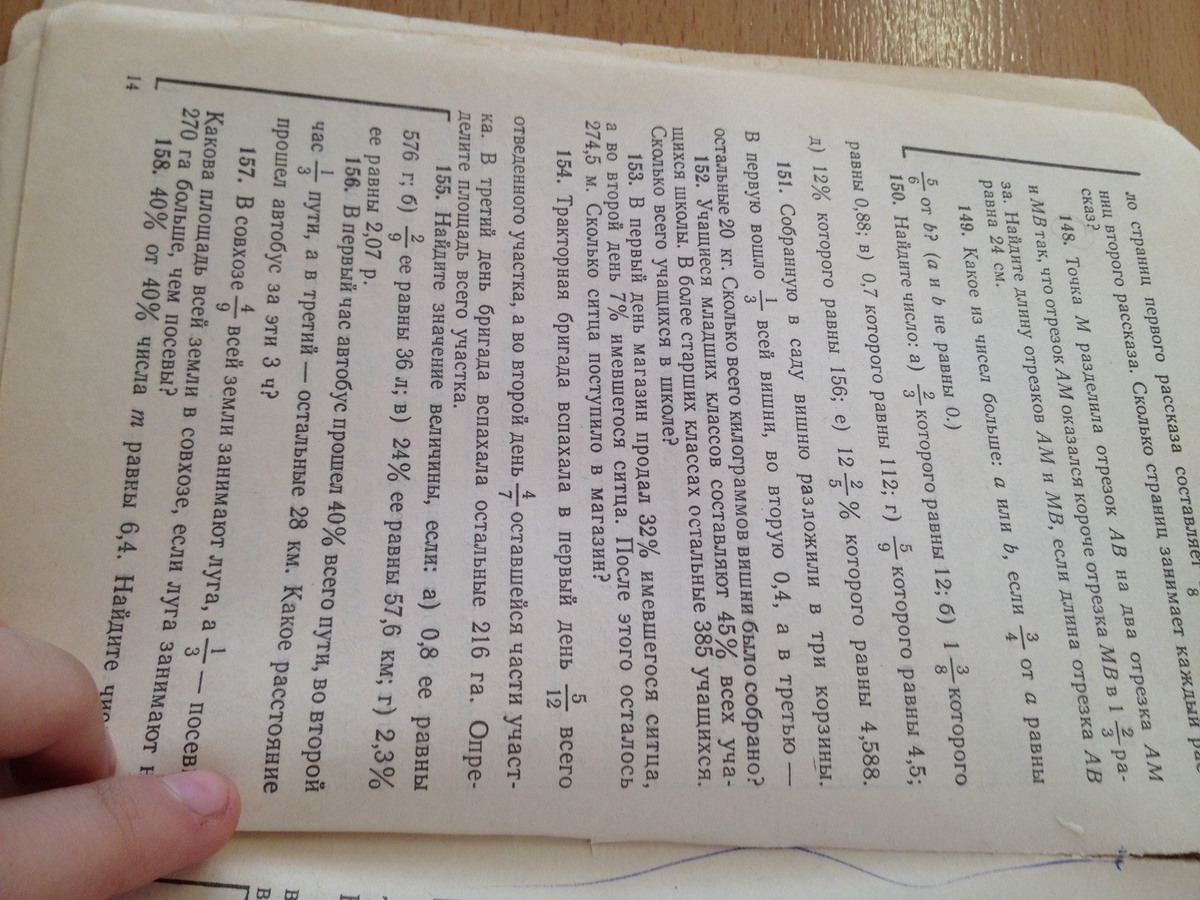 ло страниц первого рассказа составляет 8
ниц второго рассказа. Сколько страниц занимает каждый рас
сказ?
148. Точка M разделила отрезок AB на два отрезка AM
и MB так, что отрезок AM оказался короче отрезка MB в 1 2/3 ра-
за. Найдите длину отрезков AM и MB, если длина отрезка AB
равна 24 см.
149. Какое из чисел больше: a или b, если 3/4 от a равны
5/6 от b? (a и b не равны 0.)
150. Найдите число: а) 2/3 которого равны 12; б) 1 3/8 которого
равны 0,88; в) 0,7 которого равны 112; г) 5/9 которого равны 4,5;
д) 12% которого равны 156; е) 12 2/5 % которого равны 4,588.
151. Собранную в саду вишню разложили в три корзины.
В первую вошло 1/3 всей вишни, во вторую 0,4, а в третью —
остальные 20 кг. Сколько всего килограммов вишни было собрано?
152. Учащиеся младших классов составляют 45% всех уча-
щихся школы. В более старших классах остальные 385 учащихся.
Сколько всего учащихся в школе?
153. В первый день магазин продал 32% имевшегося ситца,
а во второй день 7% имевшегося ситца. После этого осталось
274,5 м. Сколько ситца поступило в магазин?
154. Тракторная бригада вспахала в первый день 5/12 всего
отведенного участка, а во второй день 4/7 оставшейся части участ-
ка. В третий день бригада вспахала остальные 216 га. Опре-
делите площадь всего участка.
155. Найдите значение величины, если: а) 0,8 ее равны
576 г; б) 2/9 ее равны 36 л; в) 24% ее равны 57,6 км; г) 2,3%
ее равны 2,07 р.
156. В первый час автобус прошел 40% всего пути, во второй
час 1/3 пути, а в третий — остальные 28 км. Какое расстояние
прошел автобус за эти 3 ч?
157. В совхозе 4/9 всей земли занимают луга, а 1/3 — посев
Какова площадь всей земли в совхозе, если луга занимают н
270 га больше, чем посевы?
158. 40% от 40% числа m равны 6,4. Найдите чис
14